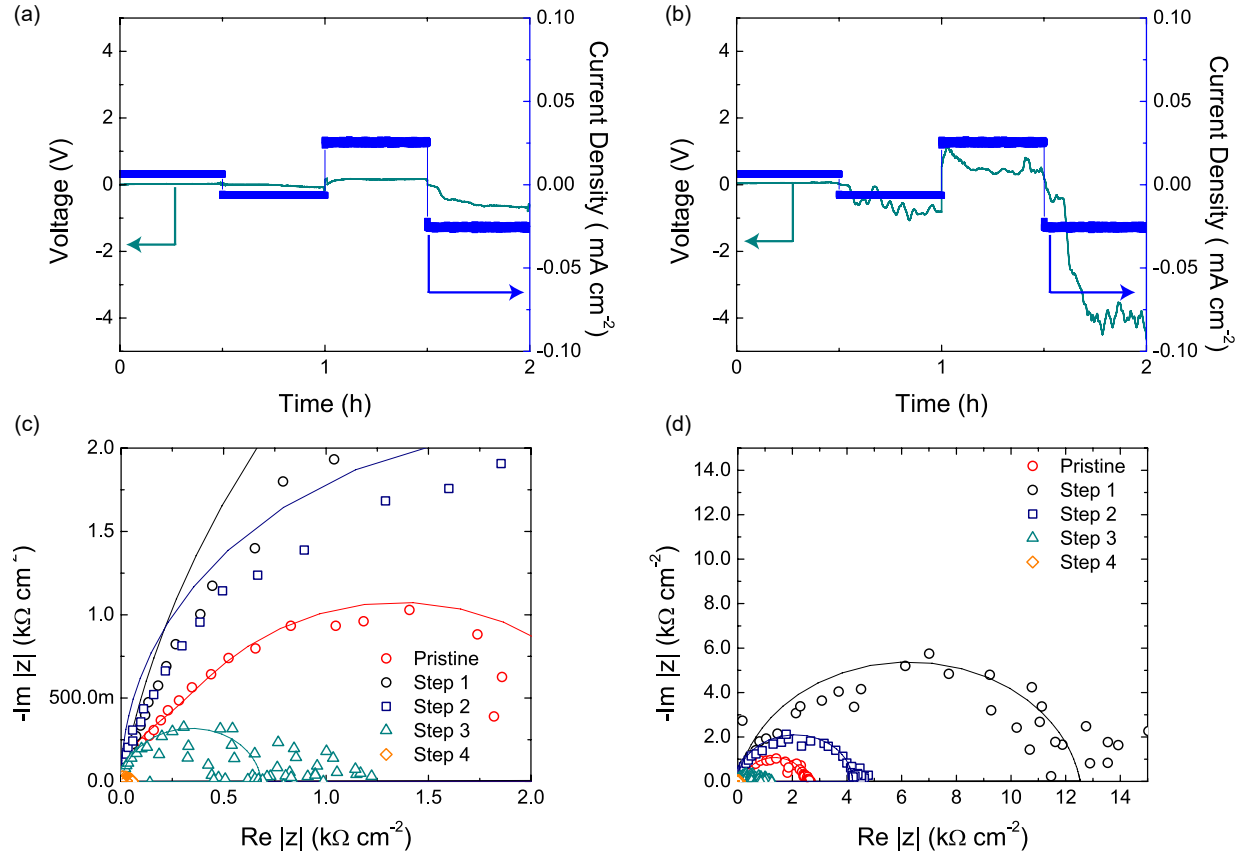 (a)
4
2
0
-2
-4
Voltage (V)
0.10
0.05
0.00
-0.05
-0.10
Current Density ( mA cm-2)
0
1
2
Time (h)
(b)
4
2
0
-2
-4
Voltage (V)
0.10
0.05
0.00
-0.05
-0.10
Current Density ( mA cm-2)
0
1
2
Time (h)
(c)
2.0
1.5
1.0
500.0m
0.0
-Im |z| (kΩ cm-2)
Pristine
Step 1
Step 2
Step 3
Step 4
0.0
0.5
1.0
1.5
2.0
Re |z| (kΩ cm-2)
(d)
14.0
12.0
10.0
8.0
6.0
4.0
2.0
0.0
-Im |z| (kΩ cm-2)
Pristine
Step 1
Step 2
Step 3
Step 4
0
2
4
6
8
10
12
14
Re |z| (kΩ cm-2)